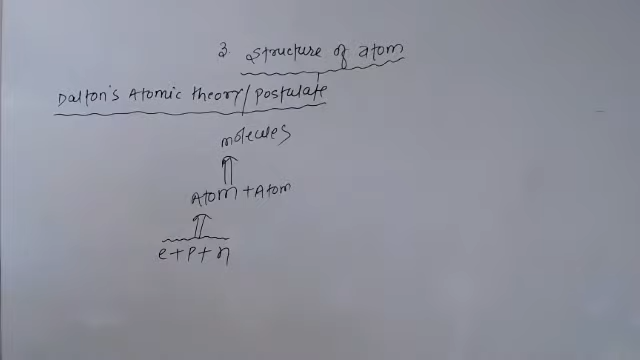 3. Structure of atom
Dalton's Atomic theory/postulate
molecules
Atom + Atom
e + p + n